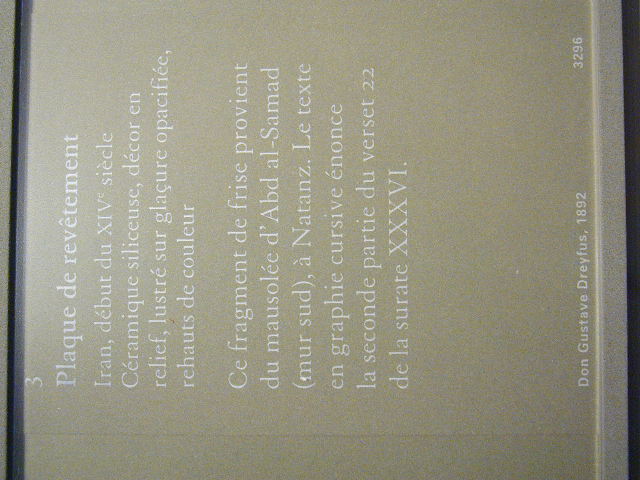 3
Plaque de revêtement
Iran, début du XIVe siècle
Céramique siliceuse, décor en
relief, lustré sur glaçure opacifiée,
rehauts de couleur
Ce fragment de frise provient
du mausolée d'Abd al-Samad
(mur sud), à Natanz. Le texte
en graphie cursive énonce
la seconde partie du verset 22
de la surate XXXVI.
Don Gustave Dreyfus, 1892
3296